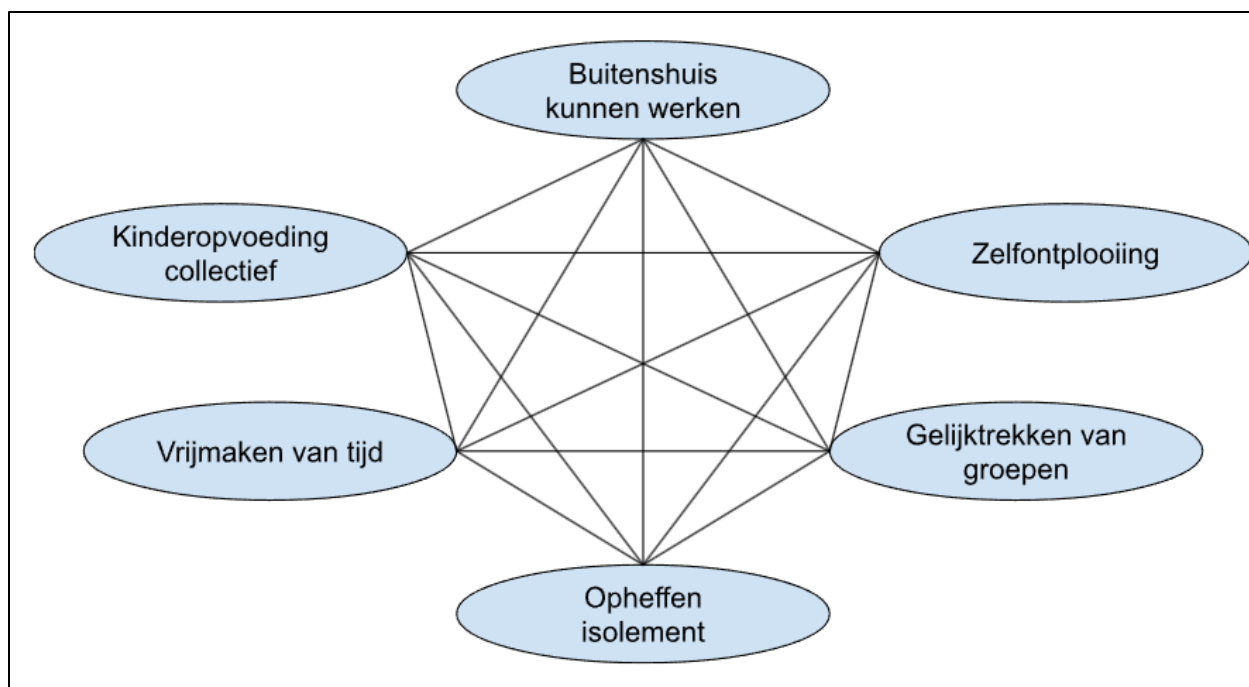 Buitenshuis
kunnen werken
Kinderopvoeding
collectief
Zelfontplooiing
Vrijmaken van tijd
Gelijktrekken van
groepen
Opheffen
isolement